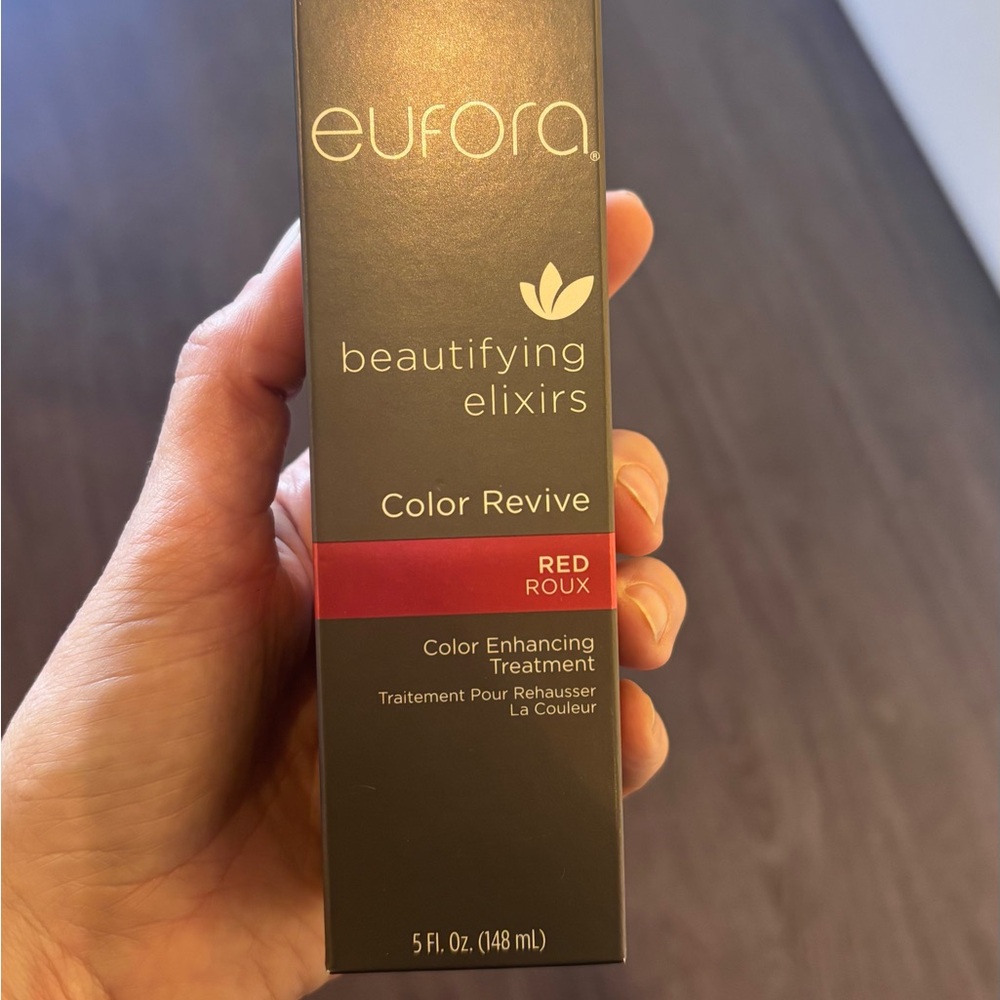 eufora®
beautifying
elixirs
Color Revive
RED
ROUX
Color Enhancing
Treatment
Traitement Pour Rehausser
La Couleur
5 Fl. Oz. (148 mL)